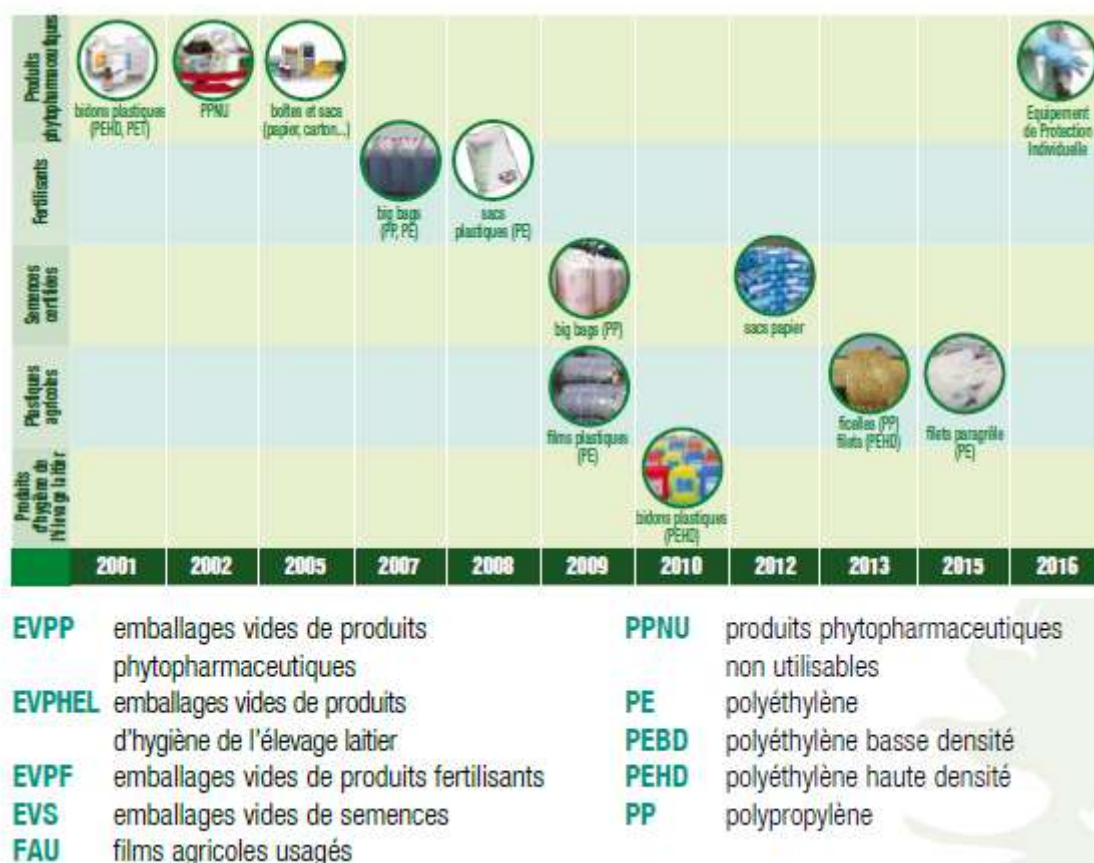 Produits
phytopharmaceutiques
bidons plastiques
(PEHD, PET)
PPNU
boîtes et sacs
(papier, carton...)
Equipement
de Protection
Individuelle
Fertilisants
big bags
(PP, PE)
sacs
plastiques (PE)
Semences
certifiées
big bags (PP)
sacs papier
Plastiques
agricoles
films plastiques
(PE)
ficelles (PP)
filets (PEHD)
filets paragrêle
(PE)
Produits
d'hygiène de
l'élevage laitier
bidons plastiques
(PEHD)
2001 2002 2005 2007 2008 2009 2010 2012 2013 2015 2016
EVPP emballages vides de produits
phytopharmaceutiques
EVPHEL emballages vides de produits
d'hygiène de l'élevage laitier
EVPF emballages vides de produits fertilisants
EVS emballages vides de semences
FAU films agricoles usagés
PPNU produits phytopharmaceutiques
non utilisables
PE polyéthylène
PEBD polyéthylène basse densité
PEHD polyéthylène haute densité
PP polypropylène